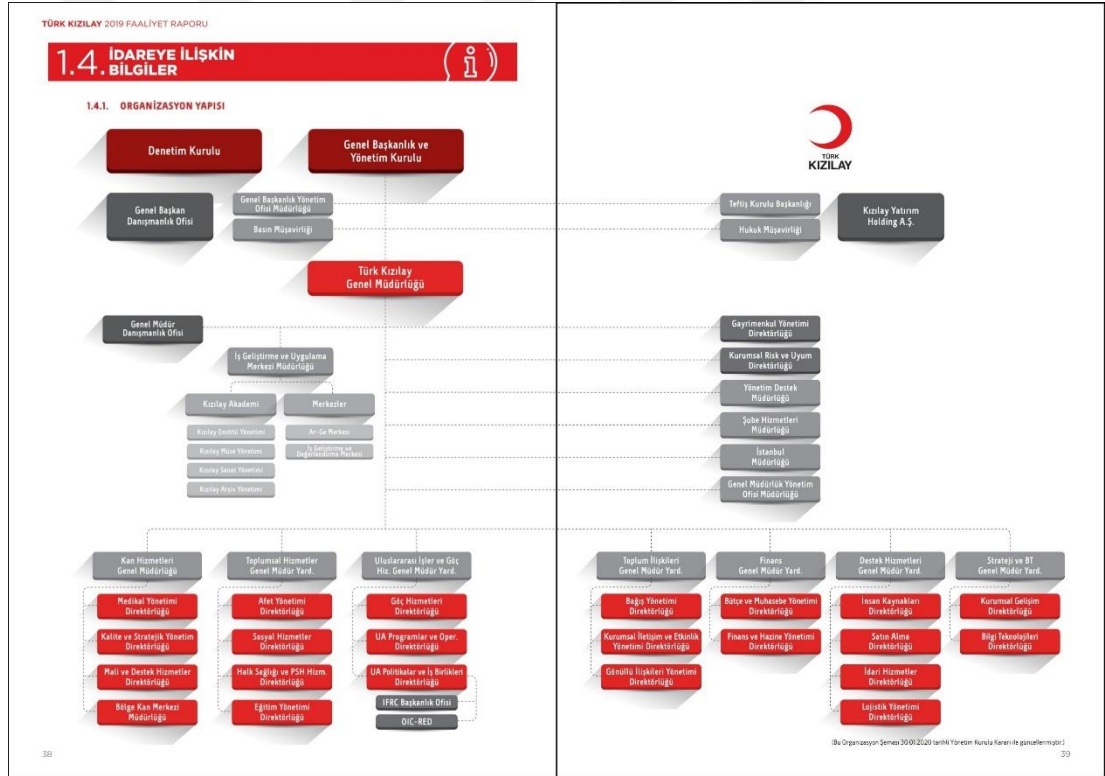 TÜRK KIZILAY 2019 FAALİYET RAPORU
1.4. İDAREYE İLİŞKİN
BİLGİLER
1.4.1. ORGANİZASYON YAPISI
Denetim Kurulu
Genel Başkanlık ve
Yönetim Kurulu
TÜRK
KIZILAY
Genel Başkan
Danışmanlık Ofisi
Genel Başkanlık Yönetim
Ofisi Müdürlüğü
Basın Müşavirliği
Teftiş Kurulu Başkanlığı
Hukuk Müşavirliği
Kızılay Yatırım
Holding A.Ş.
Türk Kızılay
Genel Müdürlüğü
Genel Müdür
Danışmanlık Ofisi
İş Geliştirme ve Uygulama
Merkezi Müdürlüğü
Kızılay Akademi
Merkezler
Kızılay Enstitü Yönetimi
Kızılay Müze Yönetimi
Kızılay Sanat Yönetimi
Kızılay Arşiv Yönetimi
Ar-Ge Merkezi
İş Geliştirme ve
Değerlendirme Merkezi
Gayrimenkul Yönetimi
Direktörlüğü
Kurumsal Risk ve Uyum
Direktörlüğü
Yönetim Destek
Müdürlüğü
Şube Hizmetleri
Müdürlüğü
İstanbul
Müdürlüğü
Genel Müdürlük Yönetim
Ofisi Müdürlüğü
Kan Hizmetleri
Genel Müdürlüğü
Medikal Yönetimi
Direktörlüğü
Kalite ve Stratejik Yönetim
Direktörlüğü
Mali ve Destek Hizmetler
Direktörlüğü
Bölge Kan Merkezi
Müdürlüğü
Toplumsal Hizmetler
Genel Müdür Yard.
Afet Yönetimi
Direktörlüğü
Sosyal Hizmetler
Direktörlüğü
Halk Sağlığı ve PSH Hizm.
Direktörlüğü
Eğitim Yönetimi
Direktörlüğü
Uluslararası İşler ve Göç
Hiz. Genel Müdür Yard.
Göç Hizmetleri
Direktörlüğü
UA Programlar ve Oper.
Direktörlüğü
UA Politikalar ve İş Birlikleri
Direktörlüğü
IFRC Başkanlık Ofisi
OIC-RED
Toplum İlişkileri
Genel Müdür Yard.
Bağış Yönetimi
Direktörlüğü
Kurumsal İletişim ve Etkinlik
Yönetimi Direktörlüğü
Gönüllü İlişkileri Yönetimi
Direktörlüğü
Finans
Genel Müdür Yard.
Bütçe ve Muhasebe Yönetimi
Direktörlüğü
Finans ve Hazine Yönetimi
Direktörlüğü
Destek Hizmetleri
Genel Müdür Yard.
İnsan Kaynakları
Direktörlüğü
Satın Alma
Direktörlüğü
İdari Hizmetler
Direktörlüğü
Lojistik Yönetimi
Direktörlüğü
Strateji ve BT
Genel Müdür Yard.
Kurumsal Gelişim
Direktörlüğü
Bilgi Teknolojileri
Direktörlüğü
(Bu Organizasyon Şeması 30.01.2020 tarihli Yönetim Kurulu Kararı ile güncellenmiştir.)
38
39